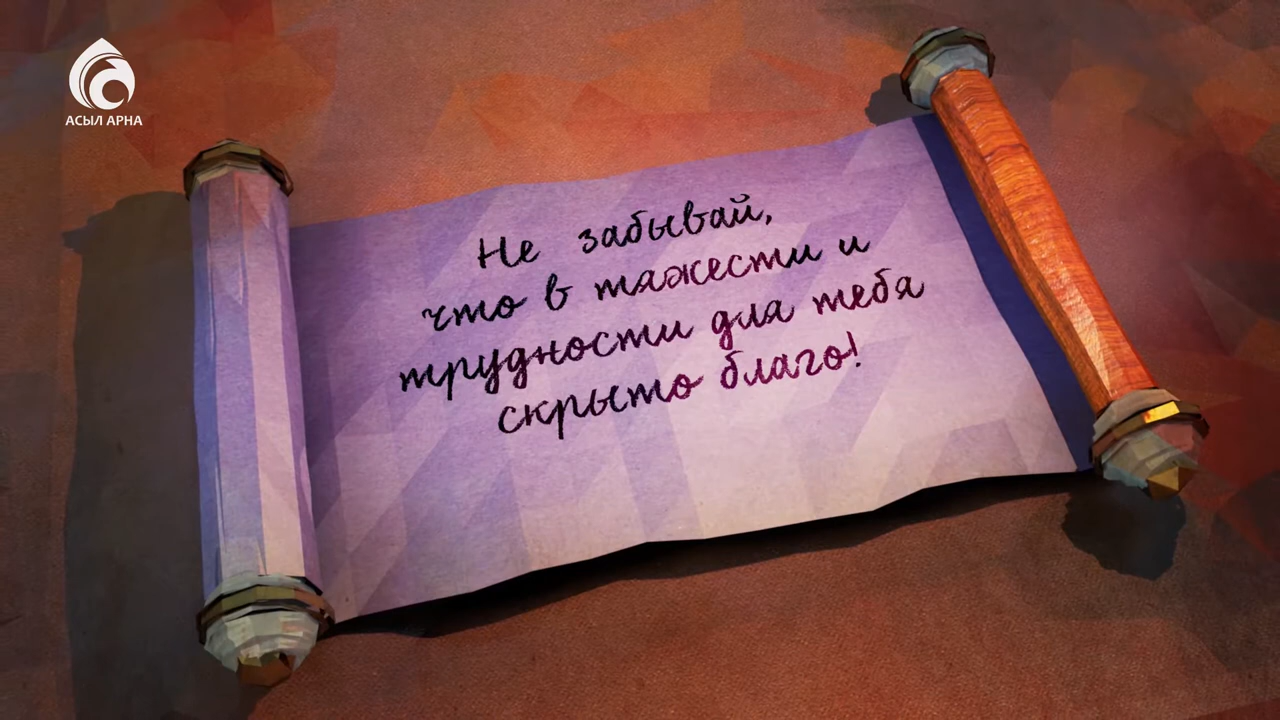 АСЫЛ АРНА
Не забывай,
что в тяжести и
трудности для тебя
скрыто благо!